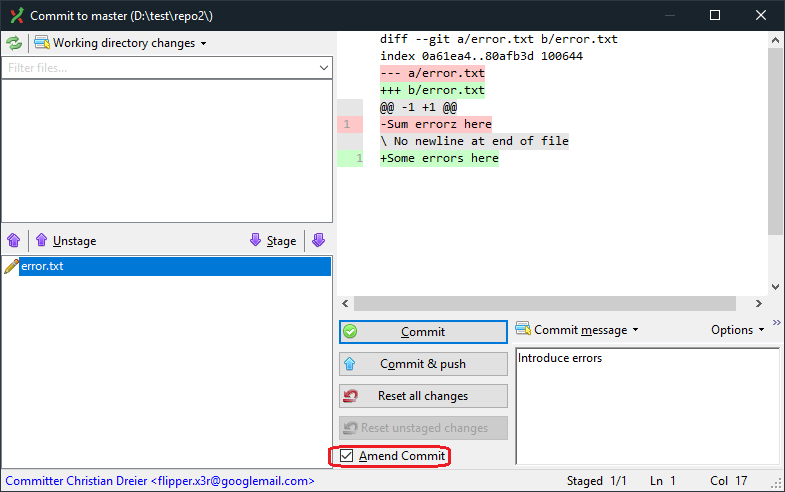 Commit to master (D:\test\repo2\)
Working directory changes
Filter files...
Unstage
Stage
error.txt
diff --git a/error.txt b/error.txt
index 0a61ea4..80afb3d 100644
--- a/error.txt
+++ b/error.txt
@@ -1 +1 @@
1 -Sum errorz here
\ No newline at end of file
1 +Some errors here
Commit
Commit & push
Reset all changes
Reset unstaged changes
Amend Commit
Commit message
Options
»
Introduce errors
Committer Christian Dreier <flipper.x3r@googlemail.com>
Staged 1/1
Ln 1
Col 17